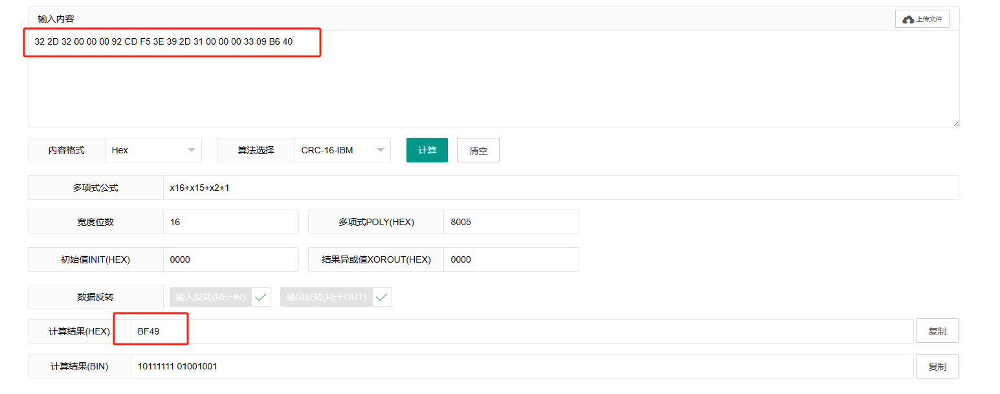 输入内容 上传文件
32 2D 32 00 00 00 92 CD F5 3E 39 2D 31 00 00 00 33 09 B6 40
内容格式 Hex 算法选择 CRC-16-IBM 计算 清空
多项式公式 x16+x15+x2+1
宽度位数 16 多项式POLY(HEX) 8005
初始值INIT(HEX) 0000 结果异或值XOROUT(HEX) 0000
数据反转 输入反转(REFIN) 输出反转(REFOUT)
计算结果(HEX) BF49 复制
计算结果(BIN) 10111111 01001001 复制